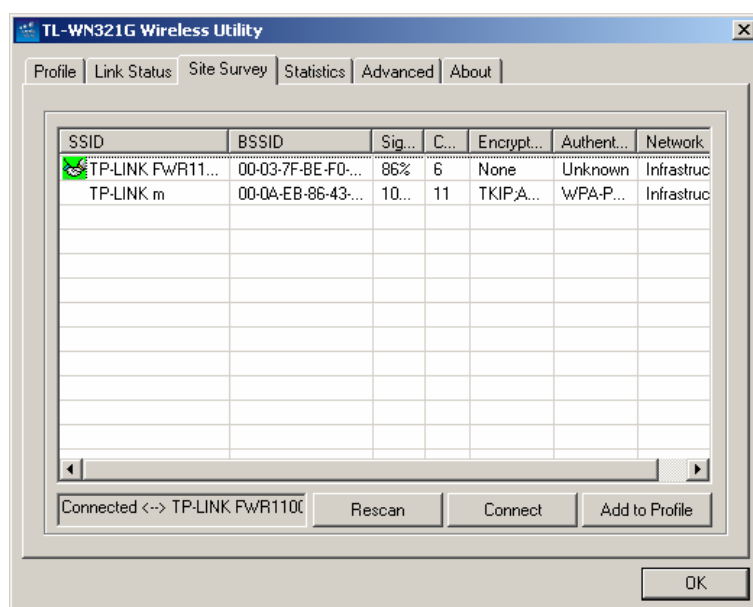 TL-WN321G Wireless Utility
Profile Link Status Site Survey Statistics Advanced About
SSID BSSID Sig... C... Encrypt... Authent... Network
TP-LINK FWR11... 00-03-7F-BE-F0-... 86% 6 None Unknown Infrastruc
TP-LINK m 00-0A-EB-86-43-... 10... 11 TKIP;A... WPA-P... Infrastruc
Connected <--> TP-LINK FWR1100 Rescan Connect Add to Profile
OK